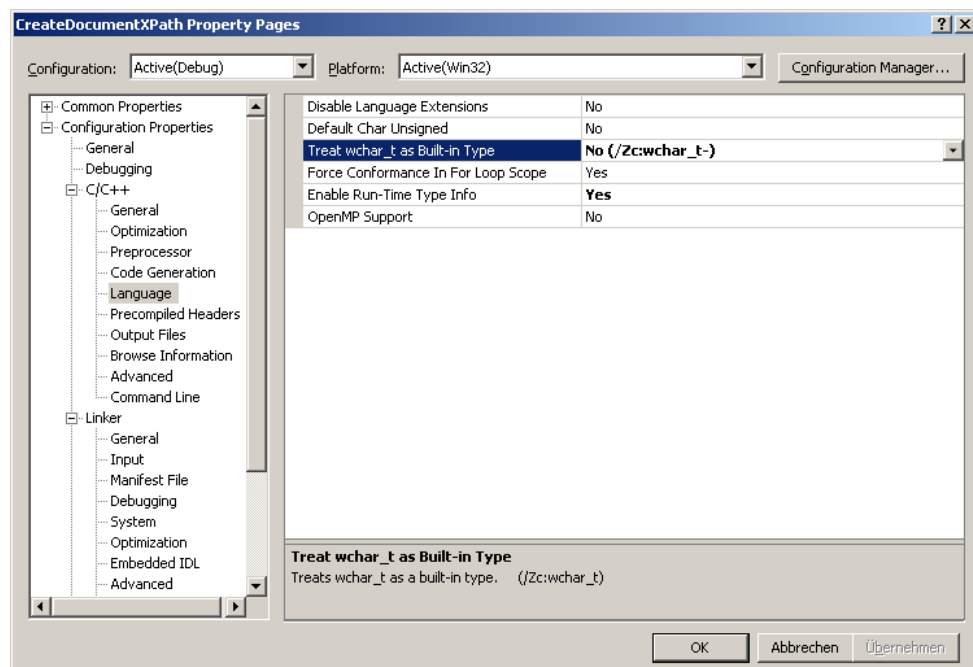 CreateDocumentXPath Property Pages
Configuration: Active(Debug) Platform: Active(Win32) Configuration Manager...
Common Properties
Configuration Properties
General
Debugging
C/C++
General
Optimization
Preprocessor
Code Generation
Language
Precompiled Headers
Output Files
Browse Information
Advanced
Command Line
Linker
General
Input
Manifest File
Debugging
System
Optimization
Embedded IDL
Advanced
Disable Language Extensions No
Default Char Unsigned No
Treat wchar_t as Built-in Type No (/Zc:wchar_t-)
Force Conformance In For Loop Scope Yes
Enable Run-Time Type Info Yes
OpenMP Support No
Treat wchar_t as Built-in Type
Treats wchar_t as a built-in type. (/Zc:wchar_t)
OK Abbrechen Übernehmen